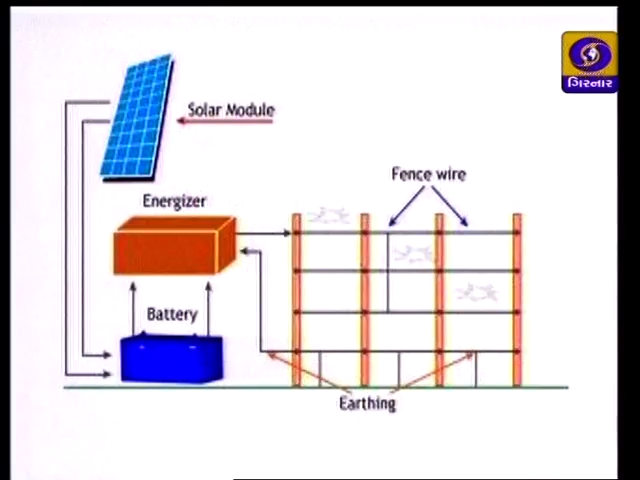 ગિરનાર
Solar Module
Fence wire
Energizer
Battery
Earthing